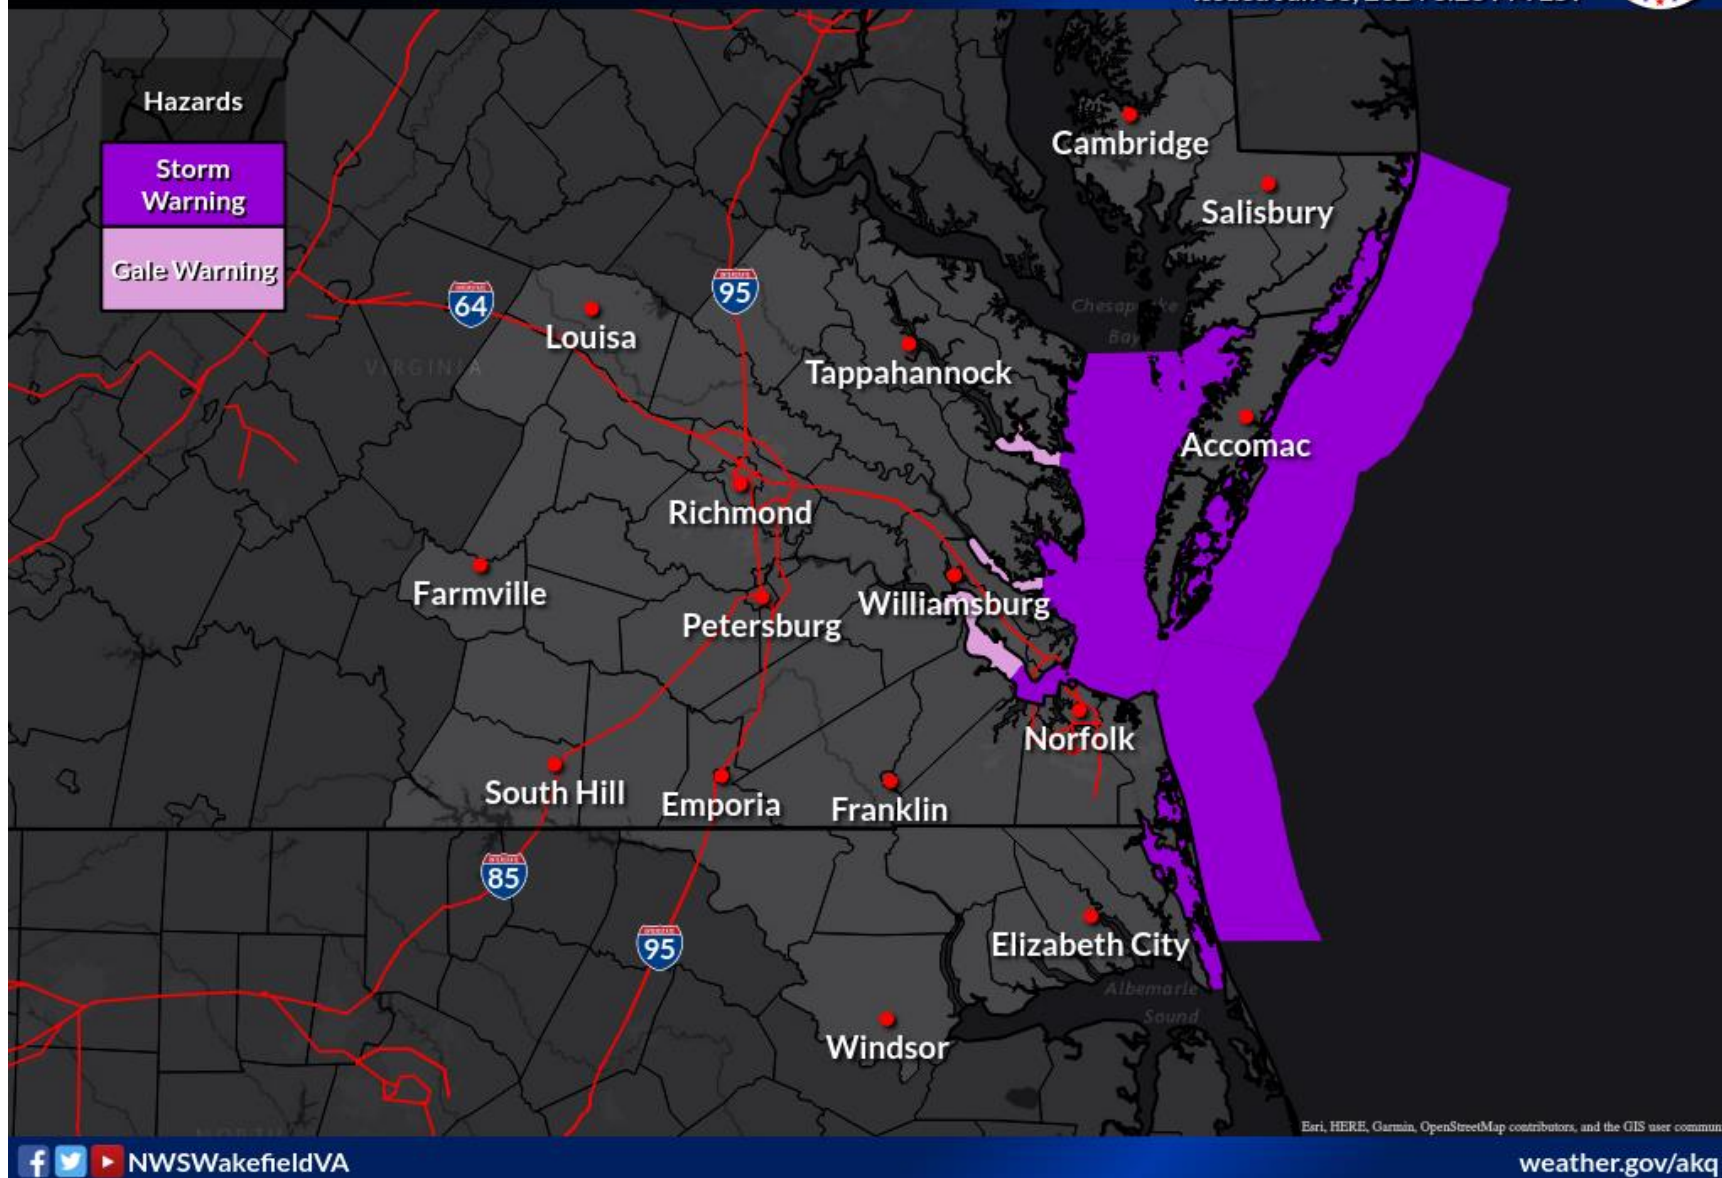 Hazards
Storm
Warning
Gale Warning
Cambridge
Salisbury
64
95
Louisa
Chesapeake
Bay
Tappahannock
VIRGINIA
Accomac
Richmond
Farmville
Williamsburg
Petersburg
Norfolk
South Hill
Emporia
Franklin
85
95
Elizabeth City
Albemarle
Sound
Windsor
Esri, HERE, Garmin, OpenStreetMap contributors, and the GIS user commun
NWSWakefieldVA
weather.gov/akq